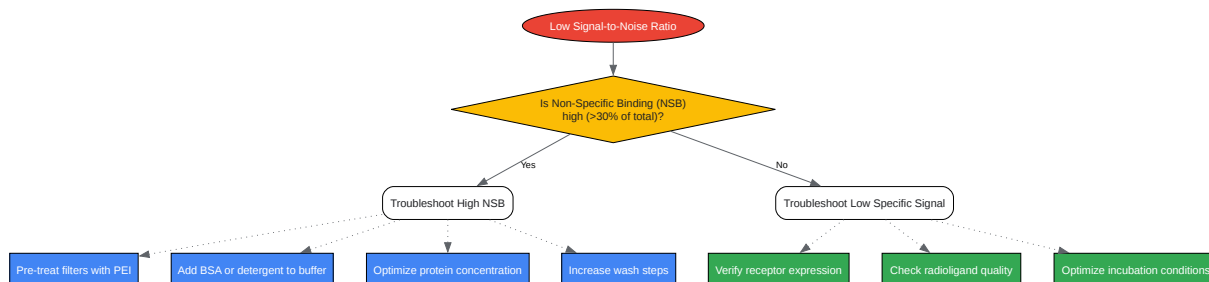 Low Signal-to-Noise Ratio
Is Non-Specific Binding (NSB)
high (>30% of total)?
Yes
No
Troubleshoot High NSB
Troubleshoot Low Specific Signal
Pre-treat filters with PEI
Add BSA or detergent to buffer
Optimize protein concentration
Increase wash steps
Verify receptor expression
Check radioligand quality
Optimize incubation conditions